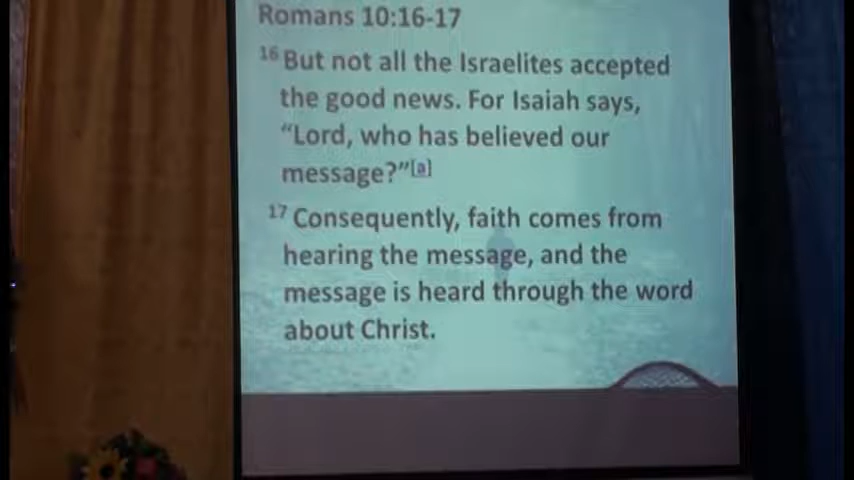 Romans 10:16-17
16 But not all the Israelites accepted
the good news. For Isaiah says,
“Lord, who has believed our
message?”[a]
17 Consequently, faith comes from
hearing the message, and the
message is heard through the word
about Christ.